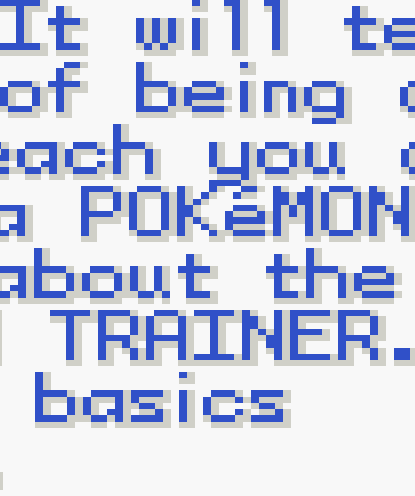 It will te
of being
each you
a POKéMON
about the
TRAINER.
basics